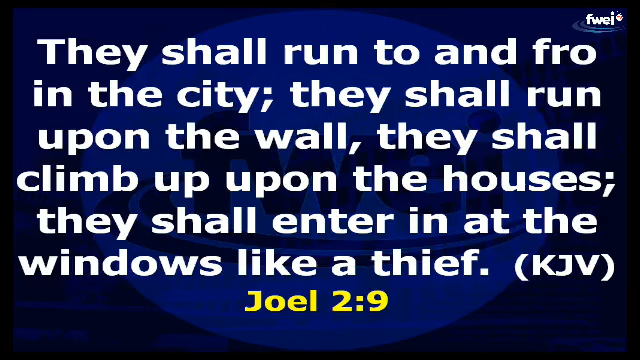 fwei
They shall run to and fro
in the city; they shall run
upon the wall, they shall
climb up upon the houses;
they shall enter in at the
windows like a thief. (KJV)
Joel 2:9
fwei